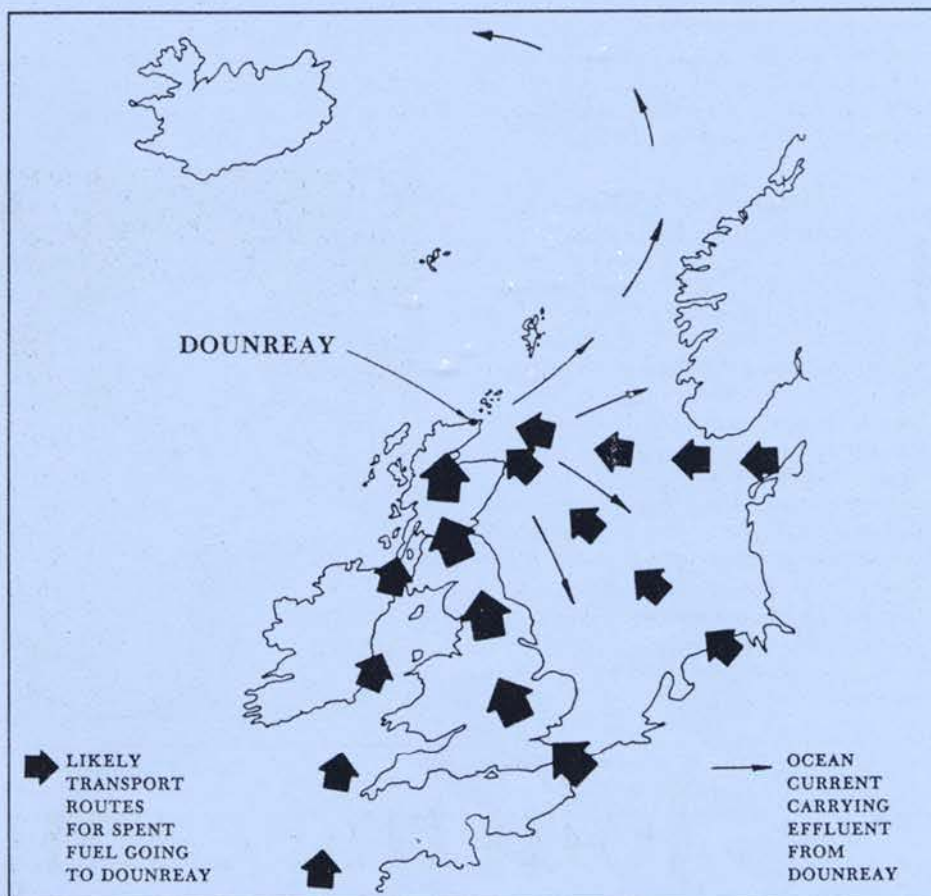 DOUNREAY
LIKELY
TRANSPORT
ROUTES
FOR SPENT
FUEL GOING
TO DOUNREAY
OCEAN
CURRENT
CARRYING
EFFLUENT
FROM
DOUNREAY